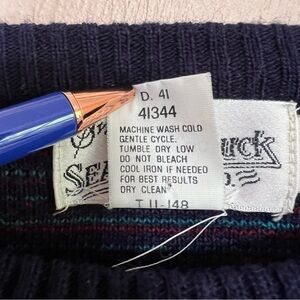 D. 41
41344
MACHINE WASH COLD
GENTLE CYCLE.
TUMBLE DRY LOW
DO NOT BLEACH
COOL IRON IF NEEDED
FOR BEST RESULTS
DRY CLEAN
T 11-148